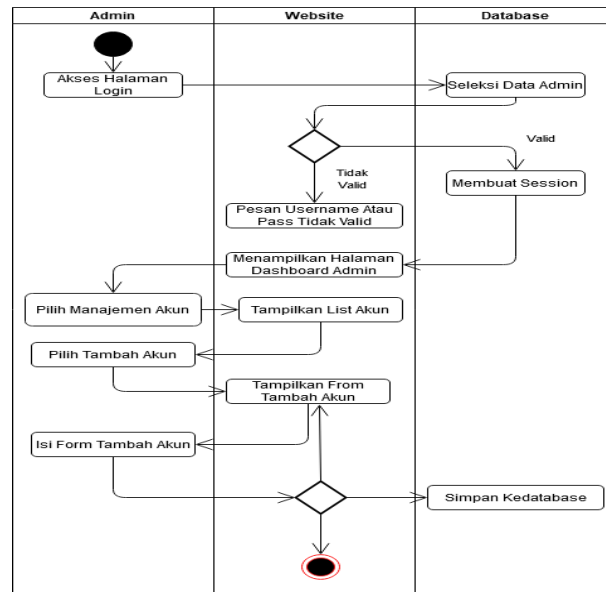 Admin
Website
Database
Akses Halaman
Login
Seleksi Data Admin
Valid
Tidak
Valid
Membuat Session
Pesan Username Atau
Pass Tidak Valid
Menampilkan Halaman
Dashboard Admin
Pilih Manajemen Akun
Tampilkan List Akun
Pilih Tambah Akun
Tampilkan From
Tambah Akun
Isi Form Tambah Akun
Simpan Kedatabase